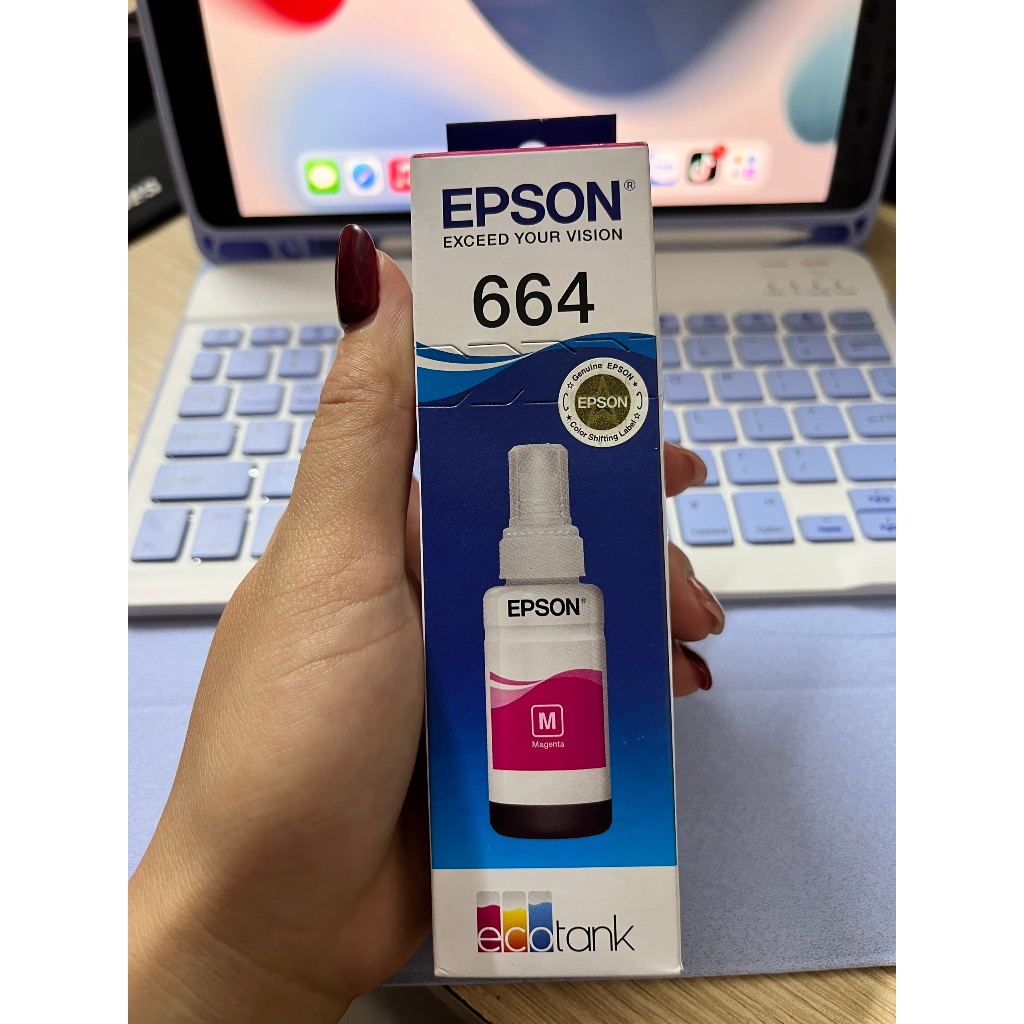 EPSON®
EXCEED YOUR VISION
664
Genuine EPSON
EPSON
Color Shifting Label
EPSON®
M
Magenta
ecotank